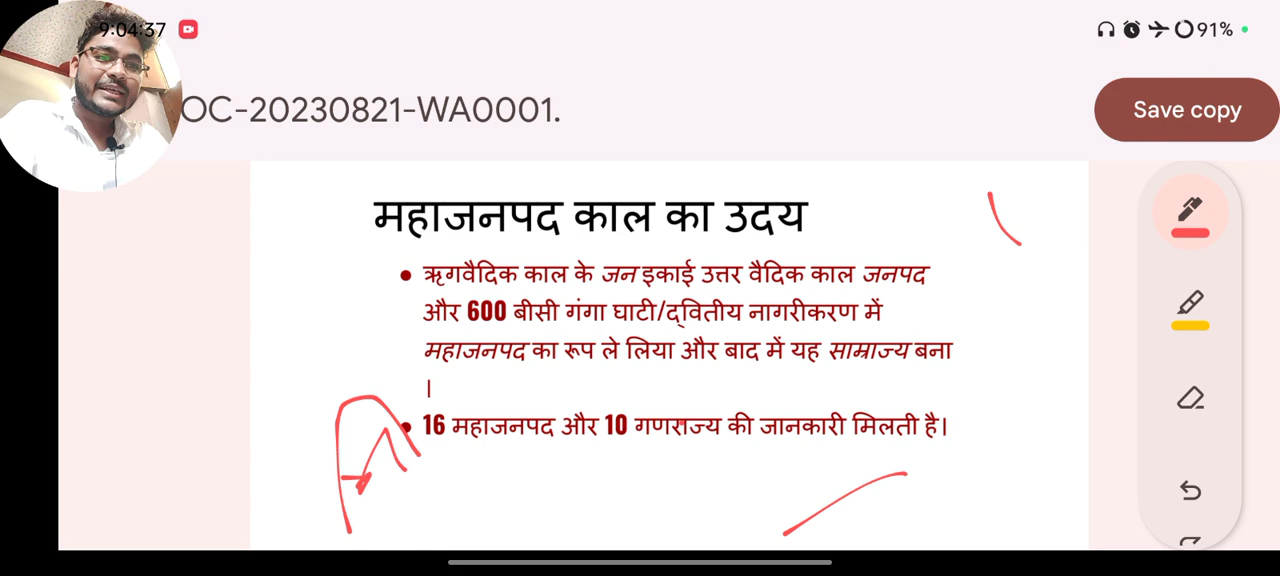 9:04:37
91%
OC-20230821-WA0001.
Save copy
महाजनपद काल का उदय
• ऋगवैदिक काल के जन इकाई उत्तर वैदिक काल जनपद
और 600 बीसी गंगा घाटी/द्वितीय नागरीकरण में
महाजनपद का रूप ले लिया और बाद में यह साम्राज्य बना
।
• 16 महाजनपद और 10 गणराज्य की जानकारी मिलती है।